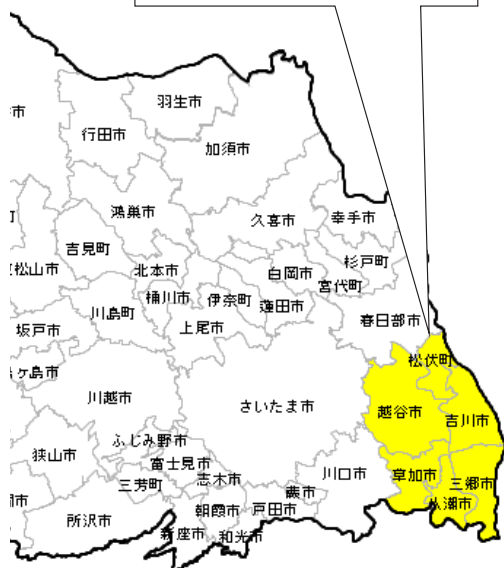 羽生市
市
行田市
加須市
鴻巣市
久喜市
幸手市
町
吉見町
北本市
白岡市
杉戸町
松山市
宮代町
桶川市
伊奈町
蓮田市
川島町
上尾市
春日部市
坂戸市
松伏町
ヶ島市
川越市
さいたま市
越谷市
吉川市
狭山市
ふじみ野市
富士見市
志木市
川口市
草加市
三郷市
三芳町
蕨市
八潮市
市
所沢市
朝霞市
戸田市
新座市
和光市